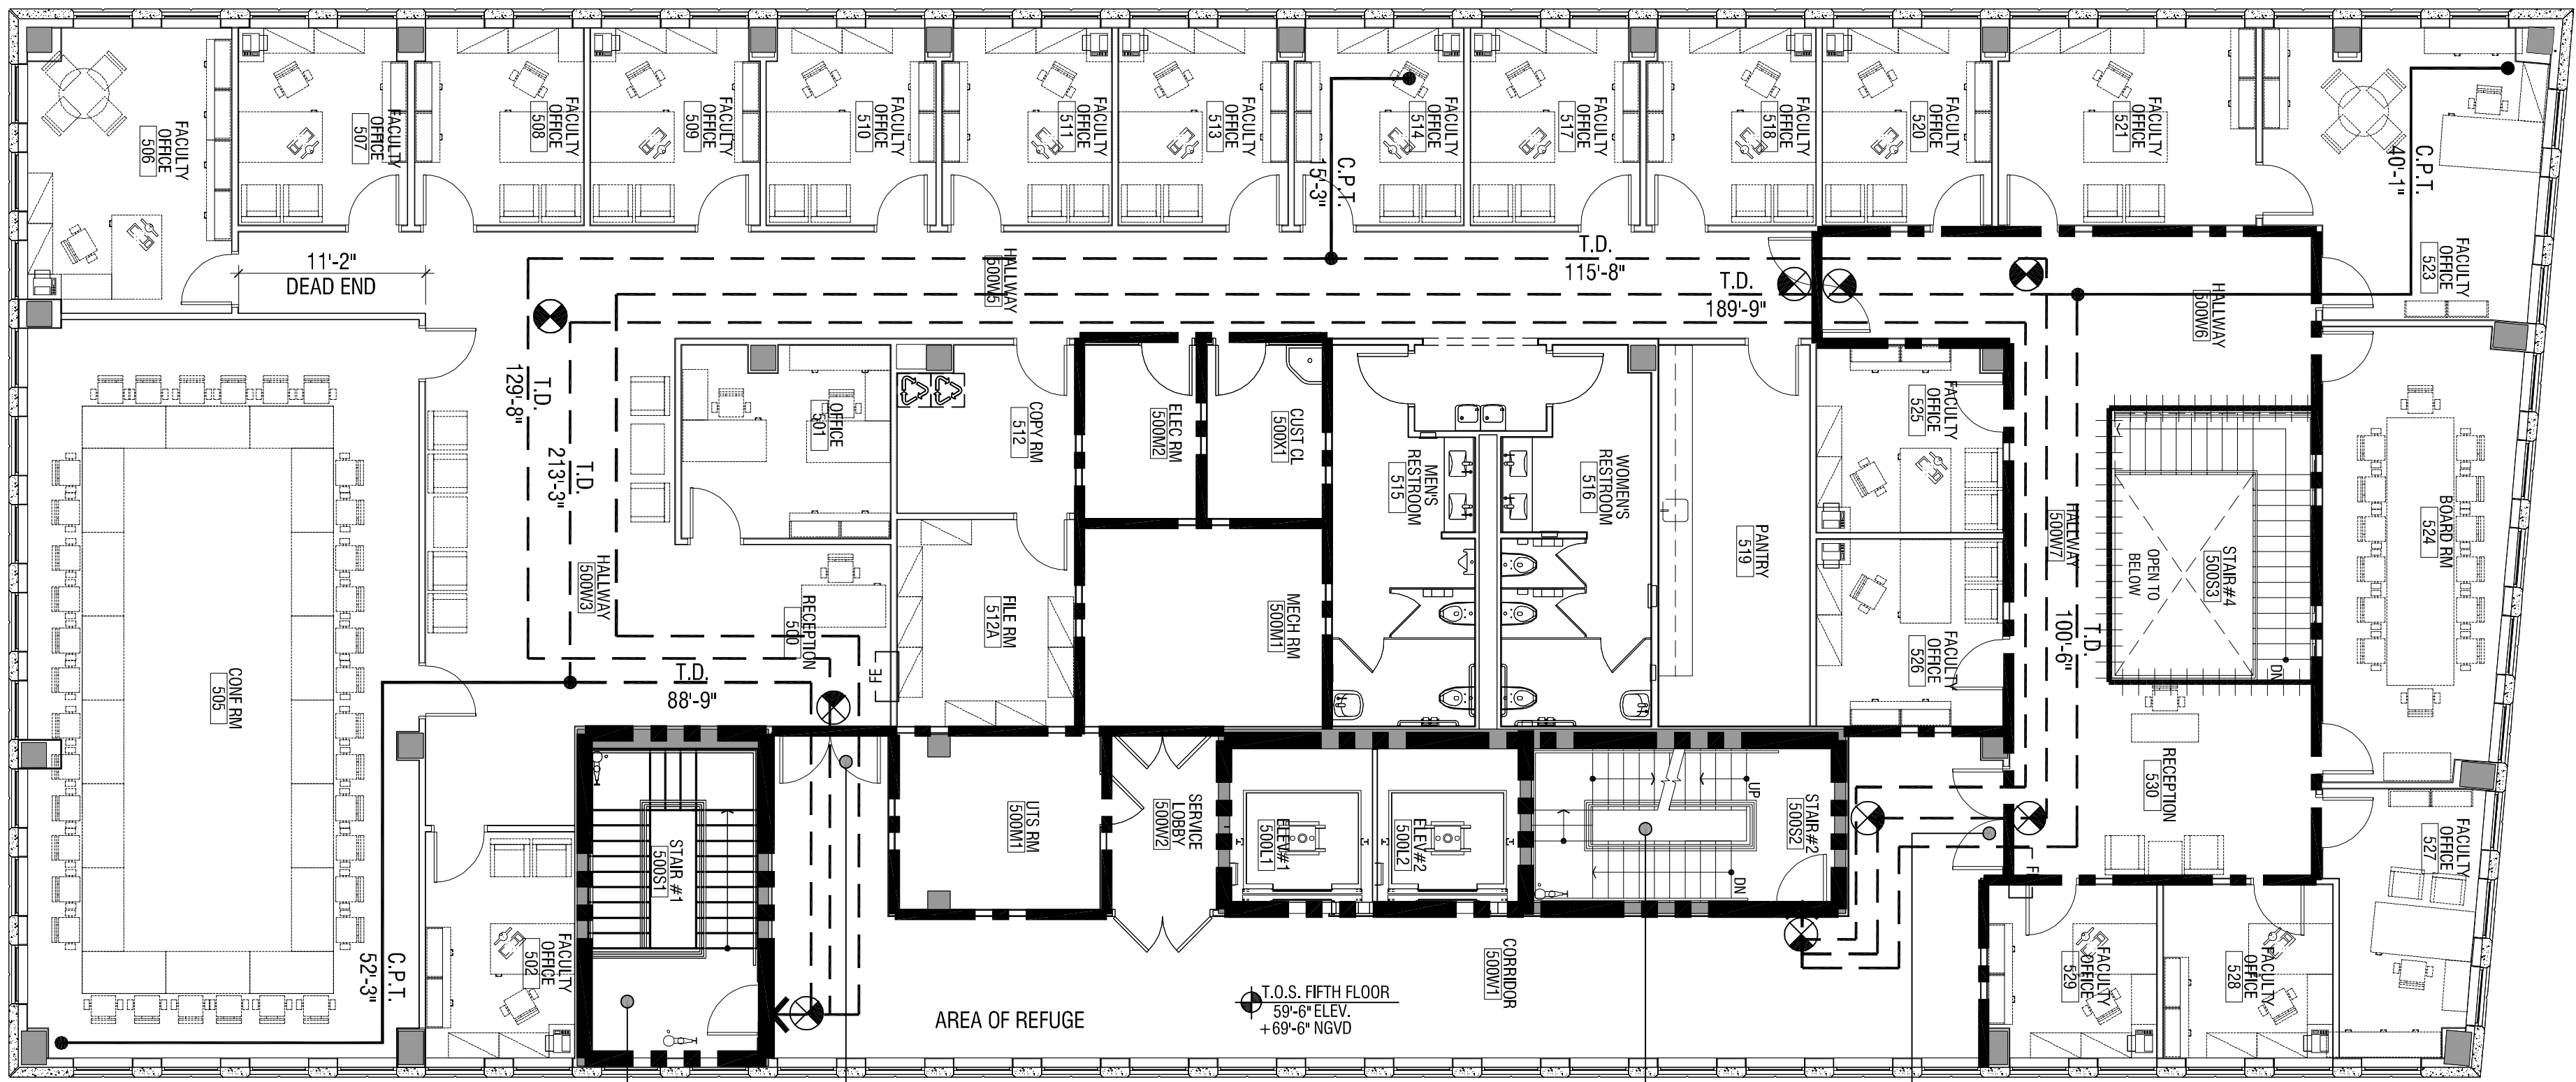 FACULTY
OFFICE
506
FACULTY
OFFICE
507
FACULTY
OFFICE
508
FACULTY
OFFICE
509
FACULTY
OFFICE
510
FACULTY
OFFICE
511
FACULTY
OFFICE
513
FACULTY
OFFICE
514
FACULTY
OFFICE
517
FACULTY
OFFICE
518
FACULTY
OFFICE
520
FACULTY
OFFICE
521
C.P.T.
15'-3"
C.P.T.
40'-1"
FACULTY
OFFICE
523
11'-2"
DEAD END
HALLWAY
500W5
T.D.
115'-8"
T.D.
189'-9"
HALLWAY
500W6
T.D.
129'-8"
T.D.
213'-3"
OFFICE
501
COPY RM
512
ELEC RM
500M2
CUST CL
500X1
MEN'S
RESTROOM
515
WOMEN'S
RESTROOM
516
PANTRY
519
FACULTY
OFFICE
525
HALLWAY
500W7
STAIR#4
500S3
OPEN TO
BELOW
DN
BOARD RM
524
HALLWAY
500W3
RECEPTION
500
FILE RM
512A
MECH RM
500M1
FACULTY
OFFICE
526
T.D.
100'-6"
CONF RM
505
T.D.
88'-9"
FE
RECEPTION
530
STAIR #1
500S1
UTS RM
500M1
SERVICE
LOBBY
500W2
ELEV#1
500L1
ELEV#2
500L2
UP
DN
STAIR#2
500S2
FACULTY
OFFICE
527
C.P.T.
52'-3"
FACULTY
OFFICE
502
AREA OF REFUGE
T.O.S. FIFTH FLOOR
59'-6" ELEV.
+69'-6" NGVD
CORRIDOR
500W1
FACULTY
OFFICE
529
FACULTY
OFFICE
528